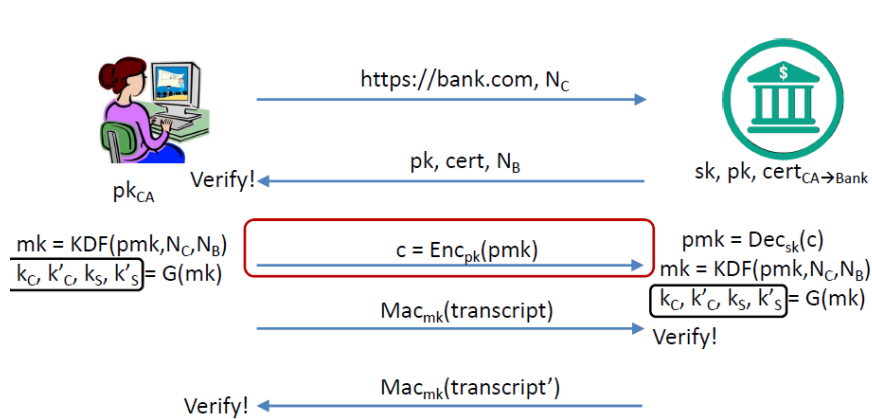 https://bank.com, N_C
$
pk, cert, N_B
Verify!
pk_CA
sk, pk, cert_CA→Bank
mk = KDF(pmk,N_C,N_B)
k_C, k'_C, k_S, k'_S = G(mk)
c = Enc_pk(pmk)
pmk = Dec_sk(c)
mk = KDF(pmk,N_C,N_B)
k_C, k'_C, k_S, k'_S = G(mk)
Mac_mk(transcript)
Verify!
Mac_mk(transcript’)
Verify!